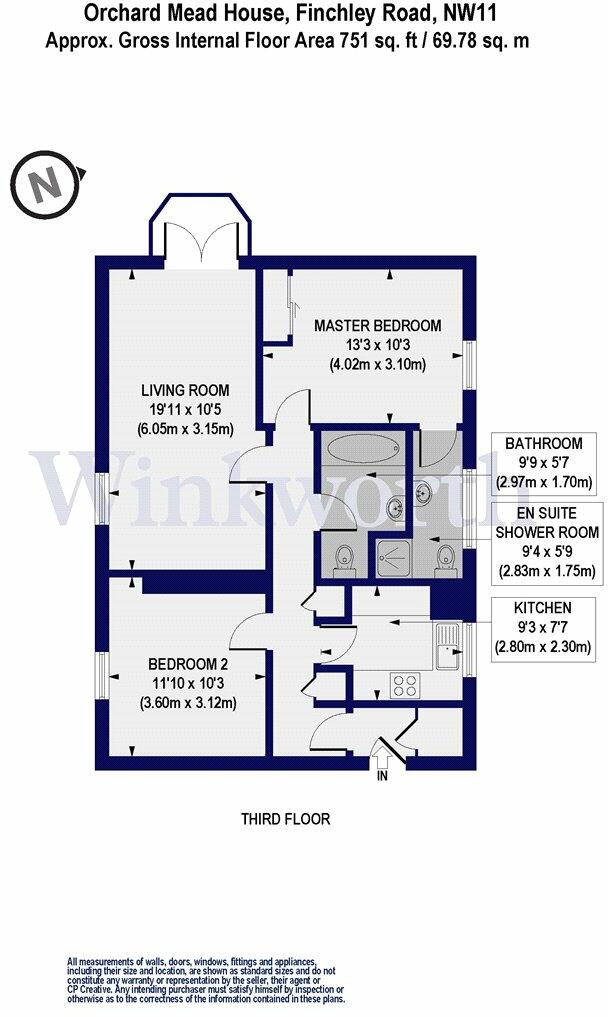 Orchard Mead House, Finchley Road, NW11
Approx. Gross Internal Floor Area 751 sq. ft / 69.78 sq. m
N
MASTER BEDROOM
13'3 x 10'3
(4.02m x 3.10m)
LIVING ROOM
19'11 x 10'5
(6.05m x 3.15m)
Winkworth
BATHROOM
9'9 x 5'7
(2.97m x 1.70m)
EN SUITE
SHOWER ROOM
9'4 x 5'9
(2.83m x 1.75m)
KITCHEN
9'3 x 7'7
(2.80m x 2.30m)
BEDROOM 2
11'10 x 10'3
(3.60m x 3.12m)
IN
THIRD FLOOR
All measurements of walls, doors, windows, fittings and appliances,
including their size and location, are shown as standard sizes and do not
constitute any warranty or representation by the seller, their agent or
CP Creative. Any intending purchaser must satisfy himself by inspection or
otherwise as to the correctness of the information contained in these plans.